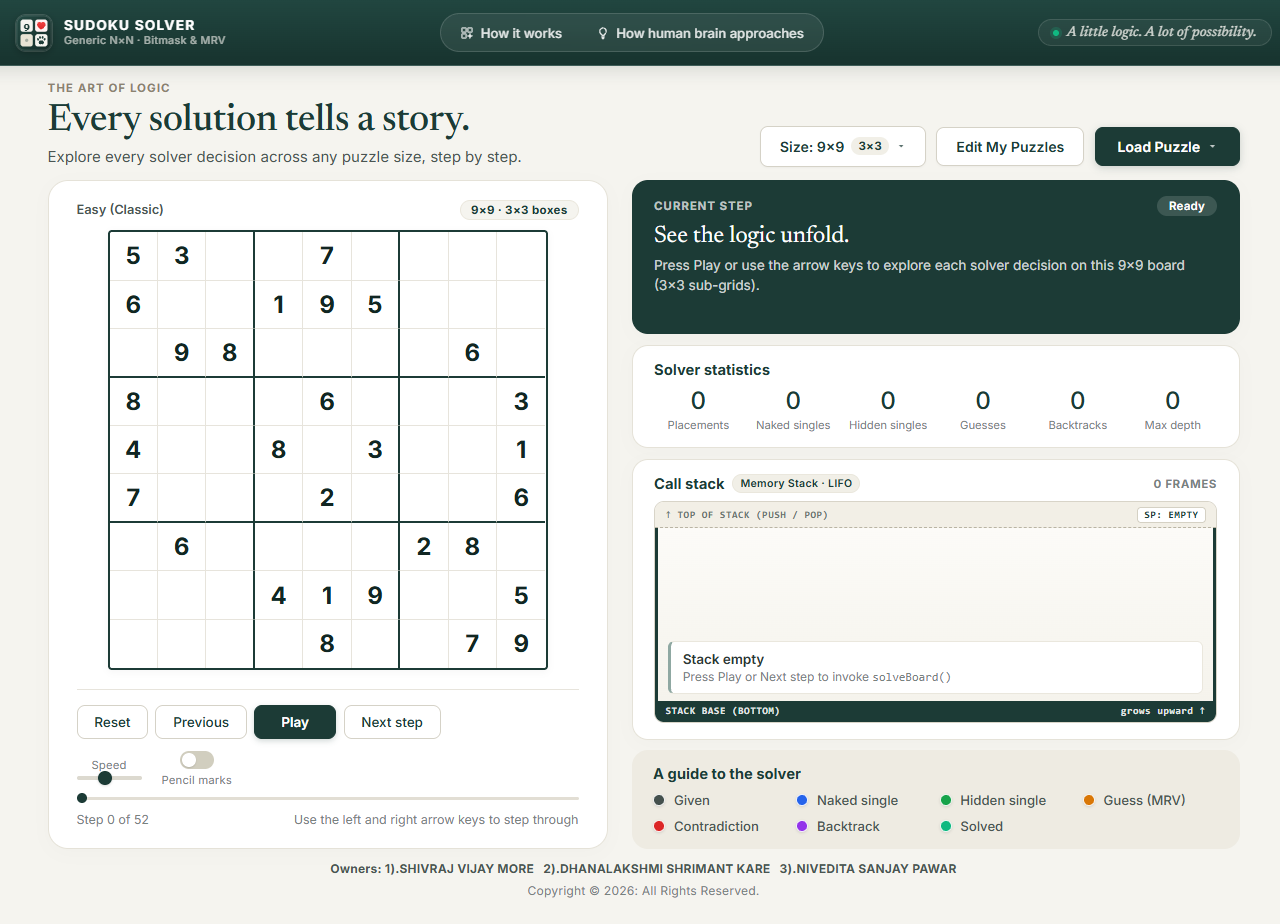 SUDOKU SOLVER
Generic N×N · Bitmask & MRV
How it works
How human brain approaches
A little logic. A lot of possibility.
THE ART OF LOGIC
Every solution tells a story.
Explore every solver decision across any puzzle size, step by step.
Size: 9×9 3×3
Edit My Puzzles
Load Puzzle
Easy (Classic)
9×9 · 3×3 boxes
5 3 7
6 1 9 5
9 8 6
8 6 3
4 8 3 1
7 2 6
6 2 8
4 1 9 5
8 7 9
Reset
Previous
Play
Next step
Speed
Pencil marks
Step 0 of 52
Use the left and right arrow keys to step through
CURRENT STEP
Ready
See the logic unfold.
Press Play or use the arrow keys to explore each solver decision on this 9×9 board
(3×3 sub-grids).
Solver statistics
0 0 0 0 0 0
Placements Naked singles Hidden singles Guesses Backtracks Max depth
Call stack
Memory Stack · LIFO
0 FRAMES
↑ TOP OF STACK (PUSH / POP)
SP: EMPTY
Stack empty
Press Play or Next step to invoke solveBoard()
STACK BASE (BOTTOM)
grows upward ↑
A guide to the solver
Given
Naked single
Hidden single
Guess (MRV)
Contradiction
Backtrack
Solved
Owners: 1).SHIVRAJ VIJAY MORE 2).DHANALAKSHMI SHRIMANT KARE 3).NIVEDITA SANJAY PAWAR
Copyright © 2026: All Rights Reserved.